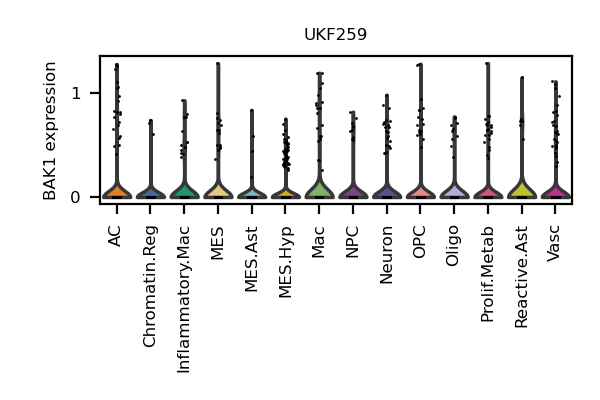 UKF259
BAK1 expression
1
0
AC
Chromatin.Reg
Inflammatory.Mac
MES
MES.Ast
MES.Hyp
Mac
NPC
Neuron
OPC
Oligo
Prolif.Metab
Reactive.Ast
Vasc